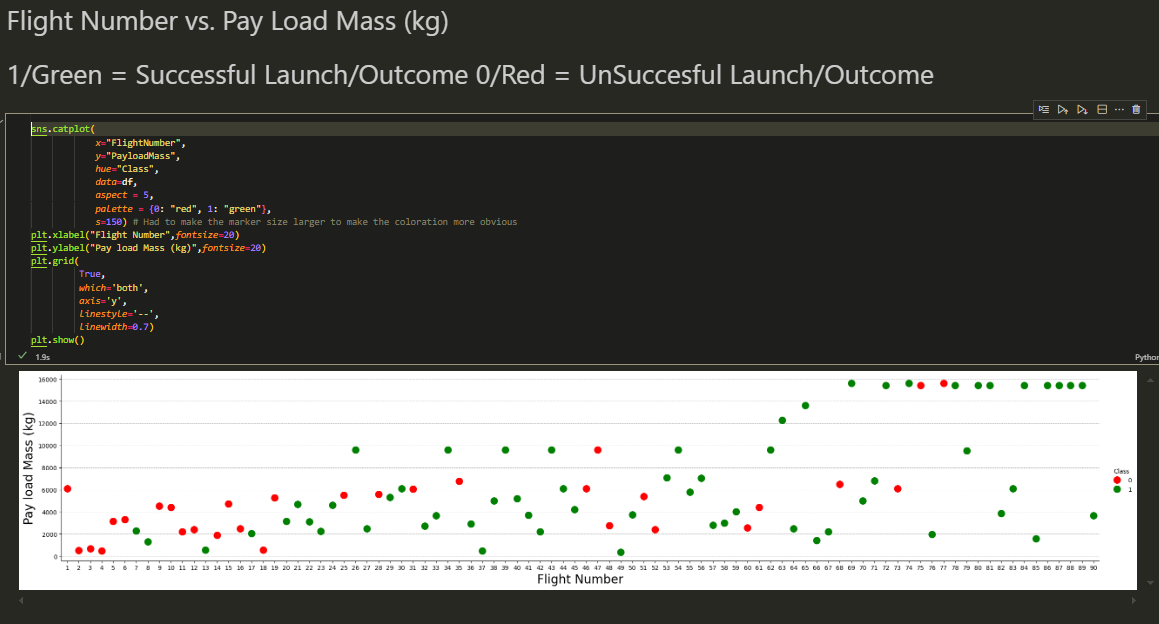 Flight Number vs. Pay Load Mass (kg)
1/Green = Successful Launch/Outcome 0/Red = UnSuccesful Launch/Outcome
sns.catplot(
x="FlightNumber",
y="PayloadMass",
hue="Class",
data=df,
aspect = 5,
palette = {0: "red", 1: "green"},
s=150) # Had to make the marker size larger to make the coloration more obvious
plt.xlabel("Flight Number",fontsize=20)
plt.ylabel("Pay load Mass (kg)",fontsize=20)
plt.grid(
True,
which='both',
axis='y',
linestyle='--',
linewidth=0.7)
plt.show()
1.9s
Python
Pay load Mass (kg)
16000
14000
12000
10000
8000
6000
4000
2000
0
Class
0
1
1 2 3 4 5 6 7 8 9 10 11 12 13 14 15 16 17 18 19 20 21 22 23 24 25 26 27 28 29 30 31 32 33 34 35 36 37 38 39 40 41 42 43 44 45 46 47 48 49 50 51 52 53 54 55 56 57 58 59 60 61 62 63 64 65 66 67 68 69 70 71 72 73 74 75 76 77 78 79 80 81 82 83 84 85 86 87 88 89 90
Flight Number